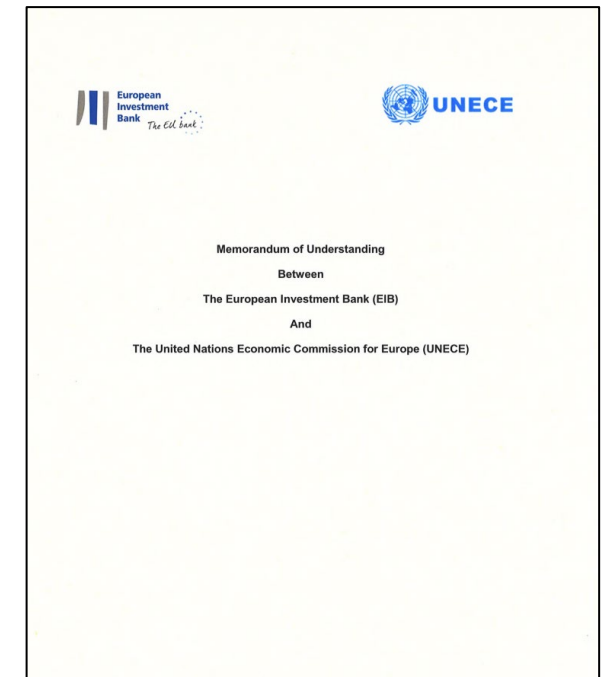 European
Investment
Bank The EU bank
UNECE
Memorandum of Understanding
Between
The European Investment Bank (EIB)
And
The United Nations Economic Commission for Europe (UNECE)